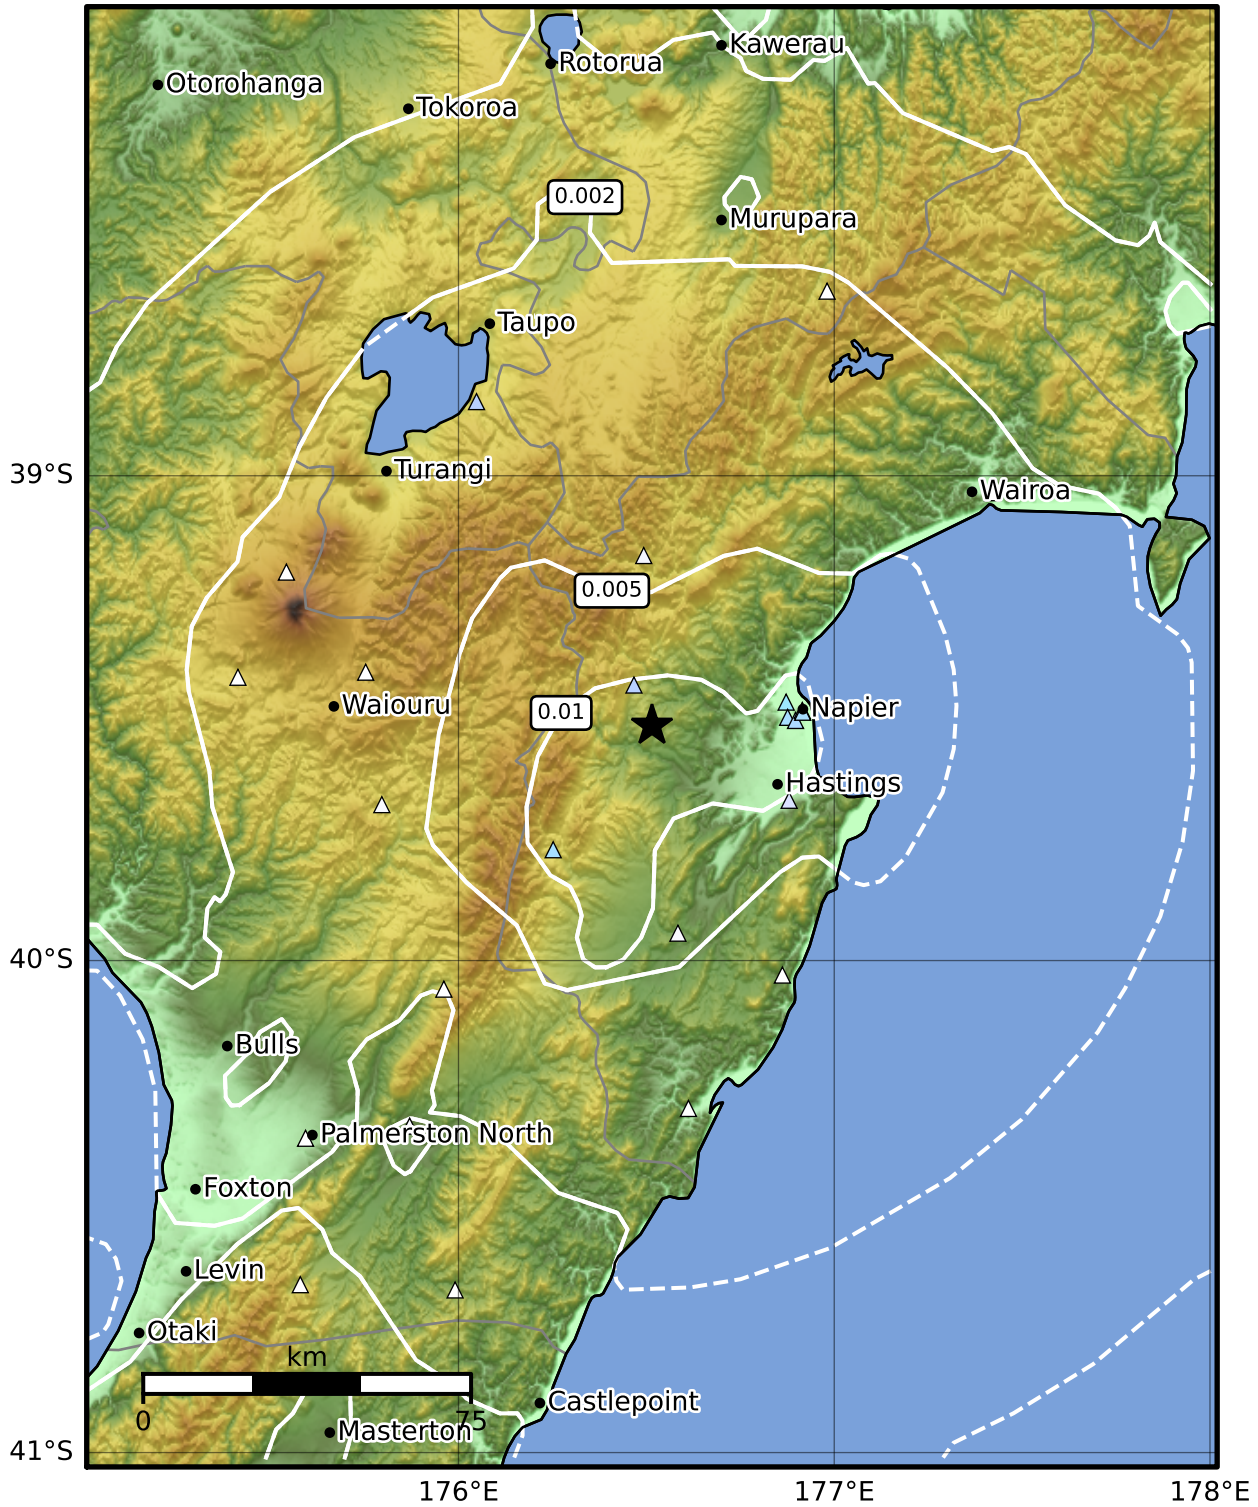 Kawerau
Rotorua
Otorohanga
Tokoroa
0.002
Murupara
Taupo
Turangi
39°S
Wairoa
0.005
Waiouru
0.01
Napier
Hastings
40°S
Bulls
Palmerston North
Foxton
Levin
Otaki
km
0
75
Castlepoint
Masterton
41°S
176°E
177°E
178°E